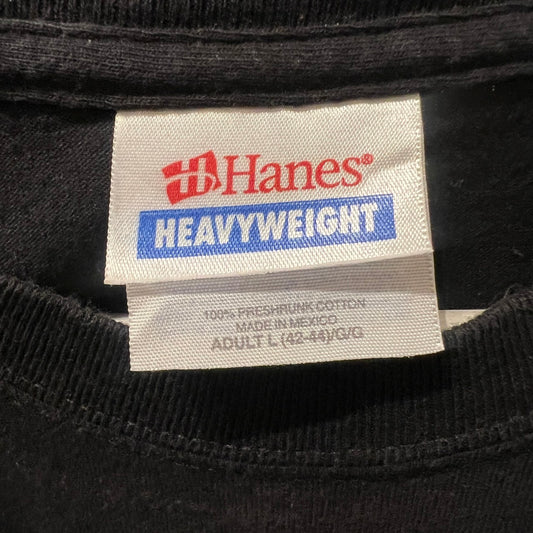 Hanes®
HEAVYWEIGHT
100% PRESHRUNK COTTON
MADE IN MEXICO
ADULT L (42-44)/G/G